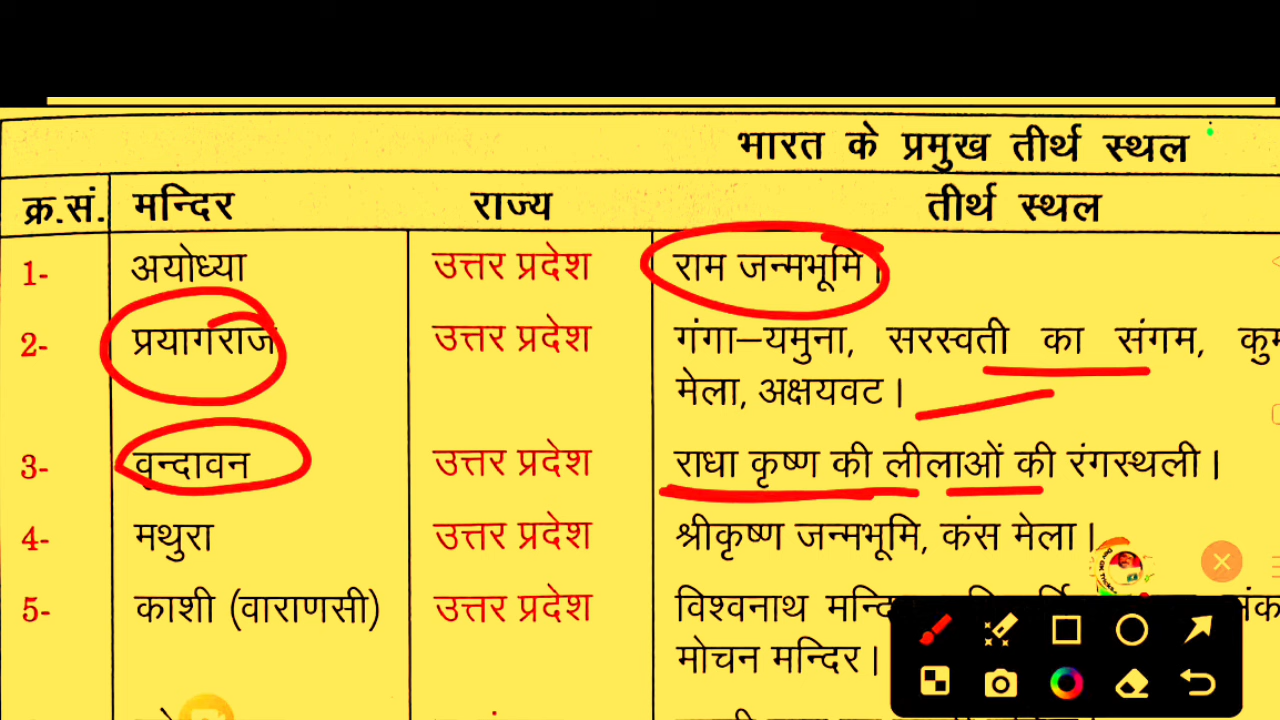 भारत के प्रमुख तीर्थ स्थल
क्र.सं. मन्दिर राज्य तीर्थ स्थल
1- अयोध्या उत्तर प्रदेश राम जन्मभूमि।
2- प्रयागराज उत्तर प्रदेश गंगा–यमुना, सरस्वती का संगम,
मेला, अक्षयवट।
3- वृन्दावन उत्तर प्रदेश राधा कृष्ण की लीलाओं की रंगस्थली।
4- मथुरा उत्तर प्रदेश श्रीकृष्ण जन्मभूमि, कंस मेला।
5- काशी (वाराणसी) उत्तर प्रदेश विश्वनाथ
मोचन मन्दिर।